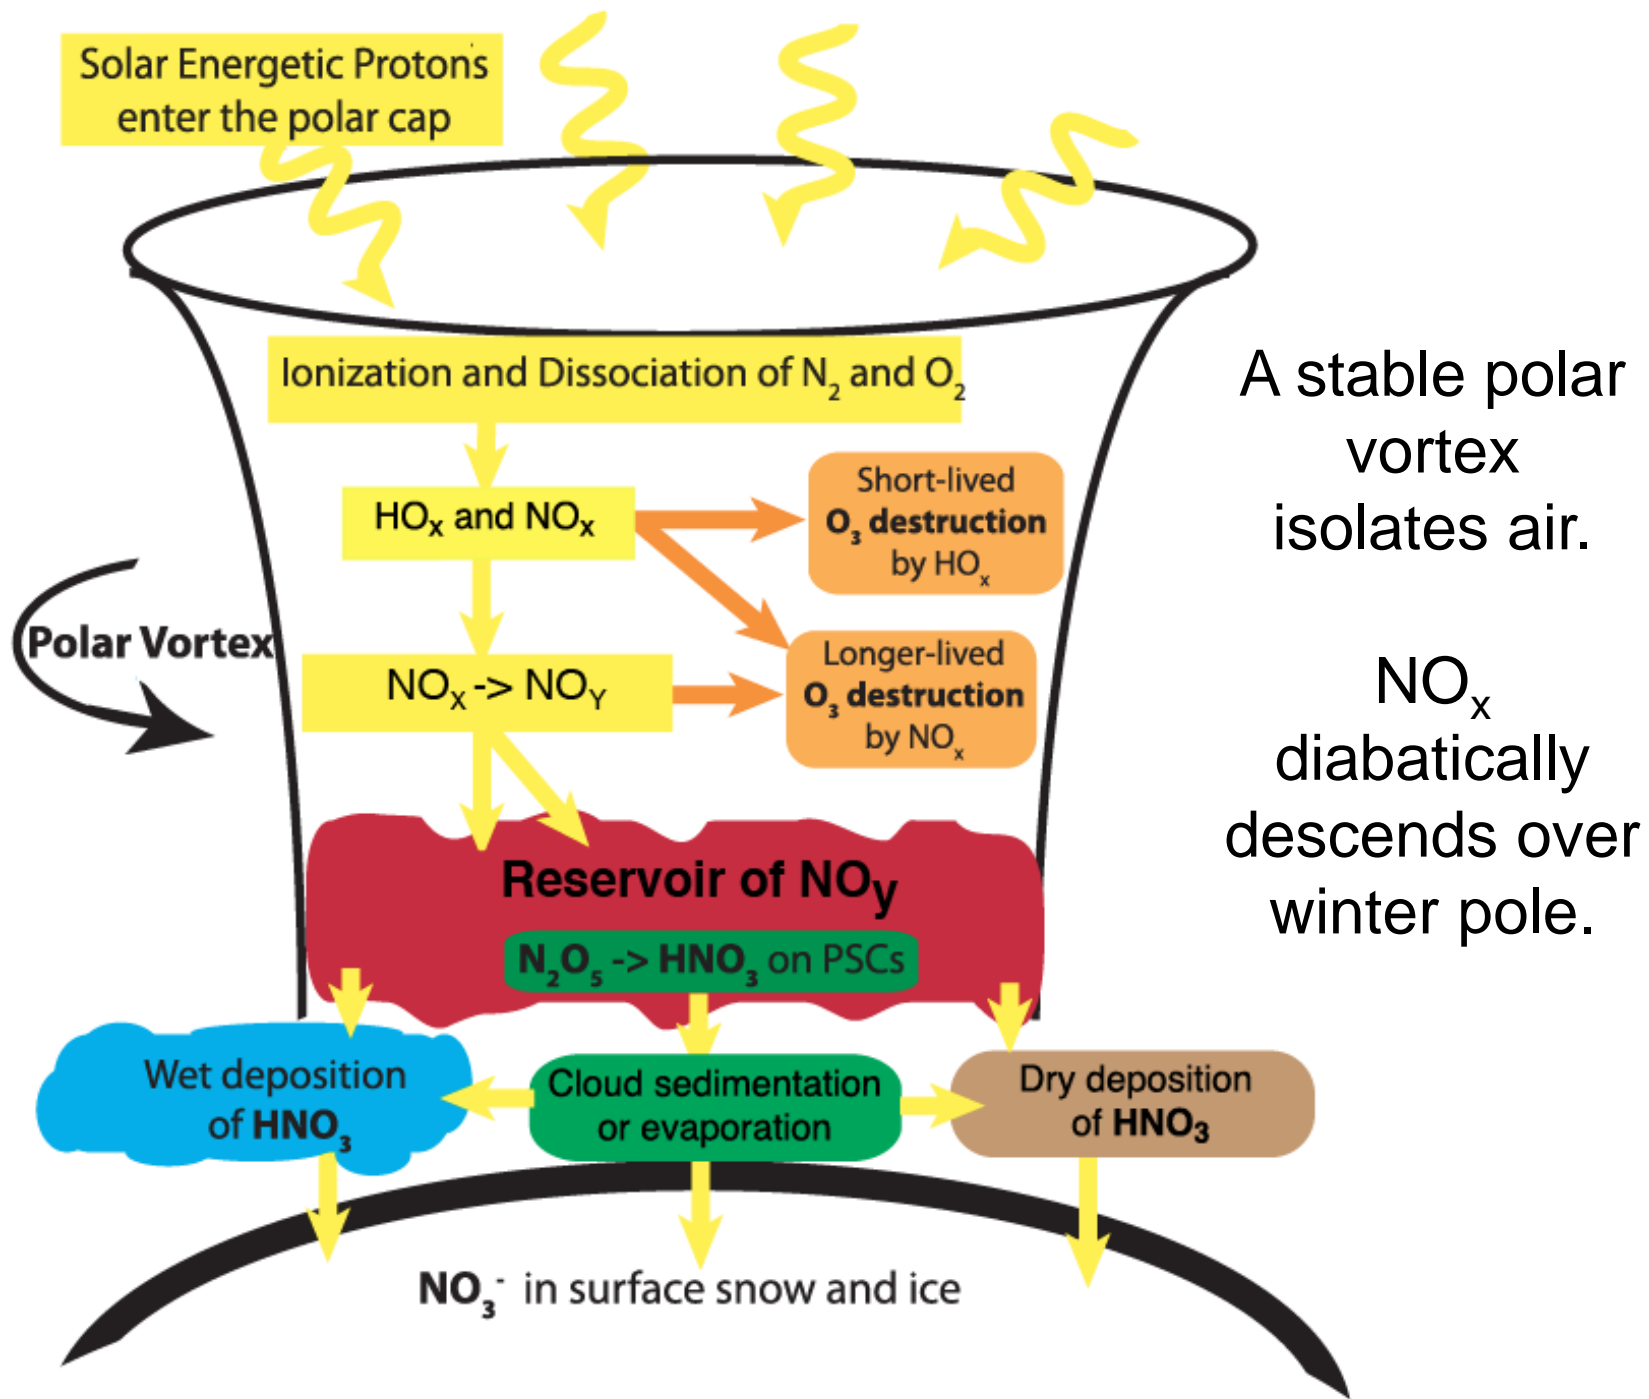 Solar Energetic Protons
enter the polar cap
Ionization and Dissociation of N₂ and O₂
HOₓ and NOₓ
Short-lived
O₃ destruction
by HOₓ
Polar Vortex
NOX -> NOY
Longer-lived
O₃ destruction
by NOₓ
Reservoir of NOy
N₂O₅ -> HNO₃ on PSCs
Wet deposition
of HNO₃
Cloud sedimentation
or evaporation
Dry deposition
of HNO₃
NO₃⁻ in surface snow and ice
A stable polar
vortex
isolates air.
NOₓ
diabatically
descends over
winter pole.